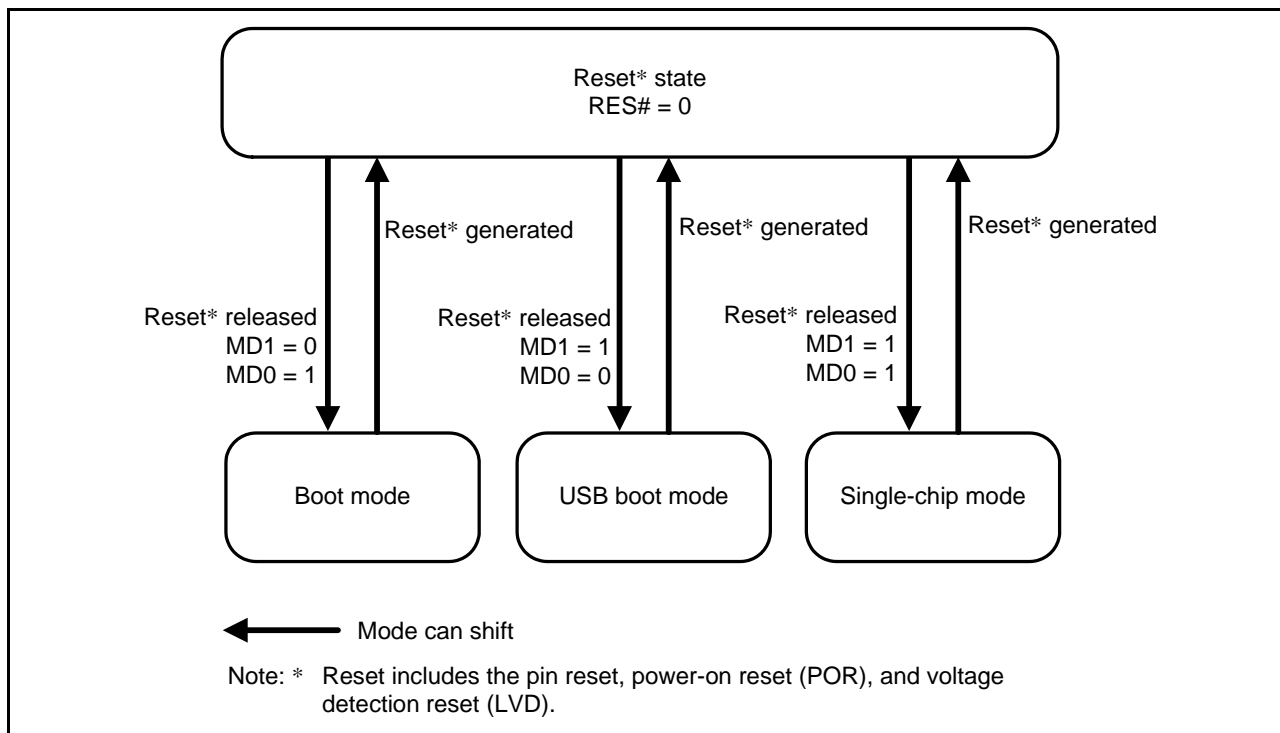 Reset* state
RES# = 0
Reset* generated
Reset* generated
Reset* generated
Reset* released
MD1 = 0
MD0 = 1
Reset* released
MD1 = 1
MD0 = 0
Reset* released
MD1 = 1
MD0 = 1
Boot mode
USB boot mode
Single-chip mode
Mode can shift
Note: * Reset includes the pin reset, power-on reset (POR), and voltage
detection reset (LVD).